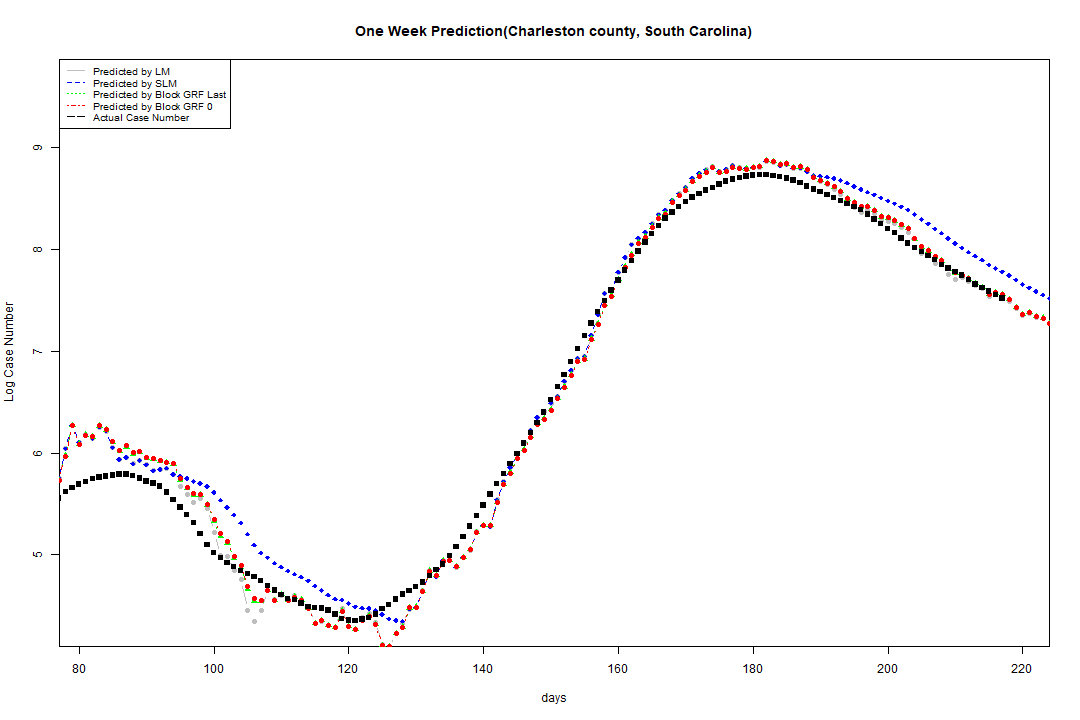 One Week Prediction(Charleston county, South Carolina)
Predicted by LM
Predicted by SLM
Predicted by Block GRF Last
Predicted by Block GRF 0
Actual Case Number
Log Case Number
9
8
7
6
5
80 100 120 140 160 180 200 220
days